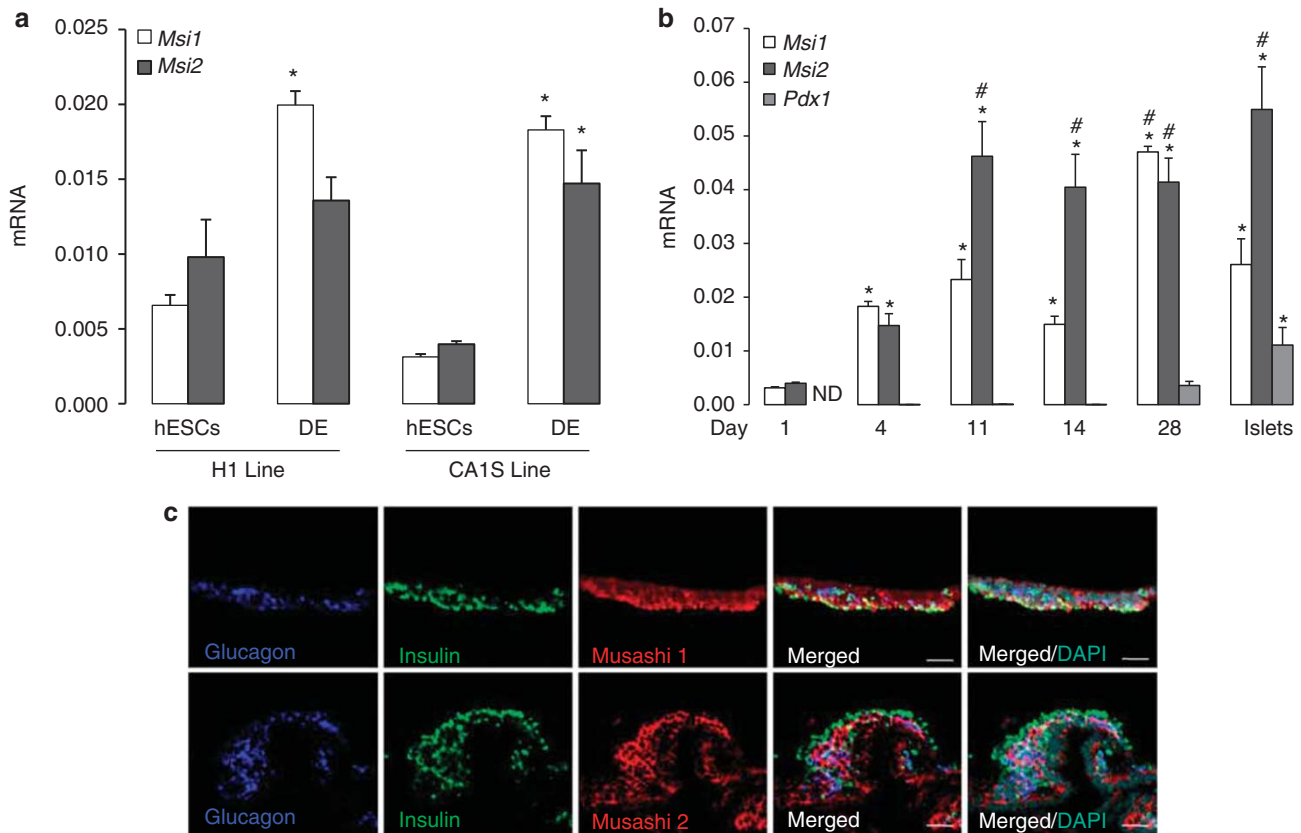 a
0.025
0.020
0.015
0.010
0.005
0.000
mRNA
Msi1
Msi2
*
*
*
hESCs
DE
hESCs
DE
H1 Line
CA1S Line
b
0.07
0.06
0.05
0.04
0.03
0.02
0.01
0.00
mRNA
Msi1
Msi2
Pdx1
ND
*
*
*
#
*
*
#
*
#
*
#
*
*
#
*
*
Day
1
4
11
14
28
Islets
c
Glucagon
Insulin
Musashi 1
Merged
Merged/DAPI
Glucagon
Insulin
Musashi 2
Merged
Merged/DAPI